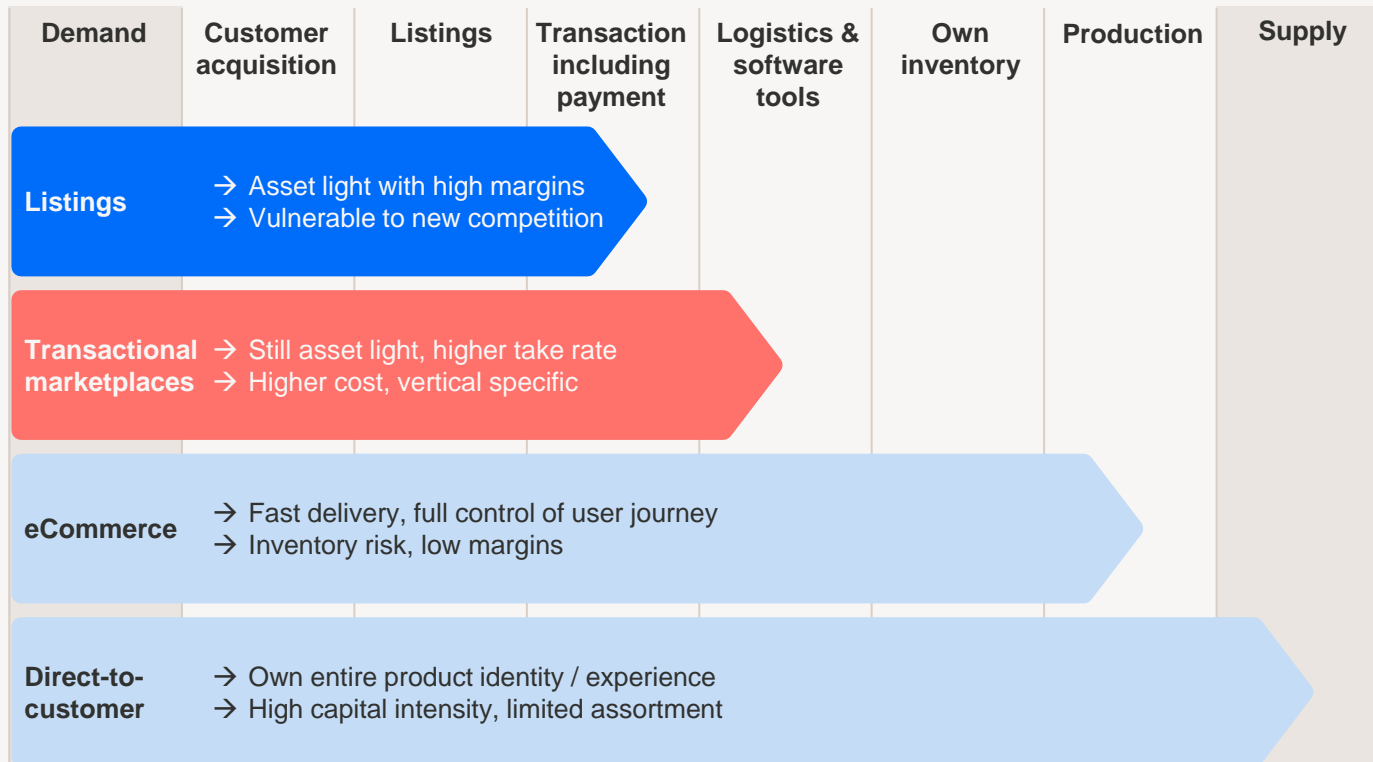 Demand
Customer
acquisition
Listings
Transaction
including
payment
Logistics &
software
tools
Own
inventory
Production
Supply
Listings
→ Asset light with high margins
→ Vulnerable to new competition
Transactional
marketplaces
→ Still asset light, higher take rate
→ Higher cost, vertical specific
eCommerce
→ Fast delivery, full control of user journey
→ Inventory risk, low margins
Direct-to-
customer
→ Own entire product identity / experience
→ High capital intensity, limited assortment